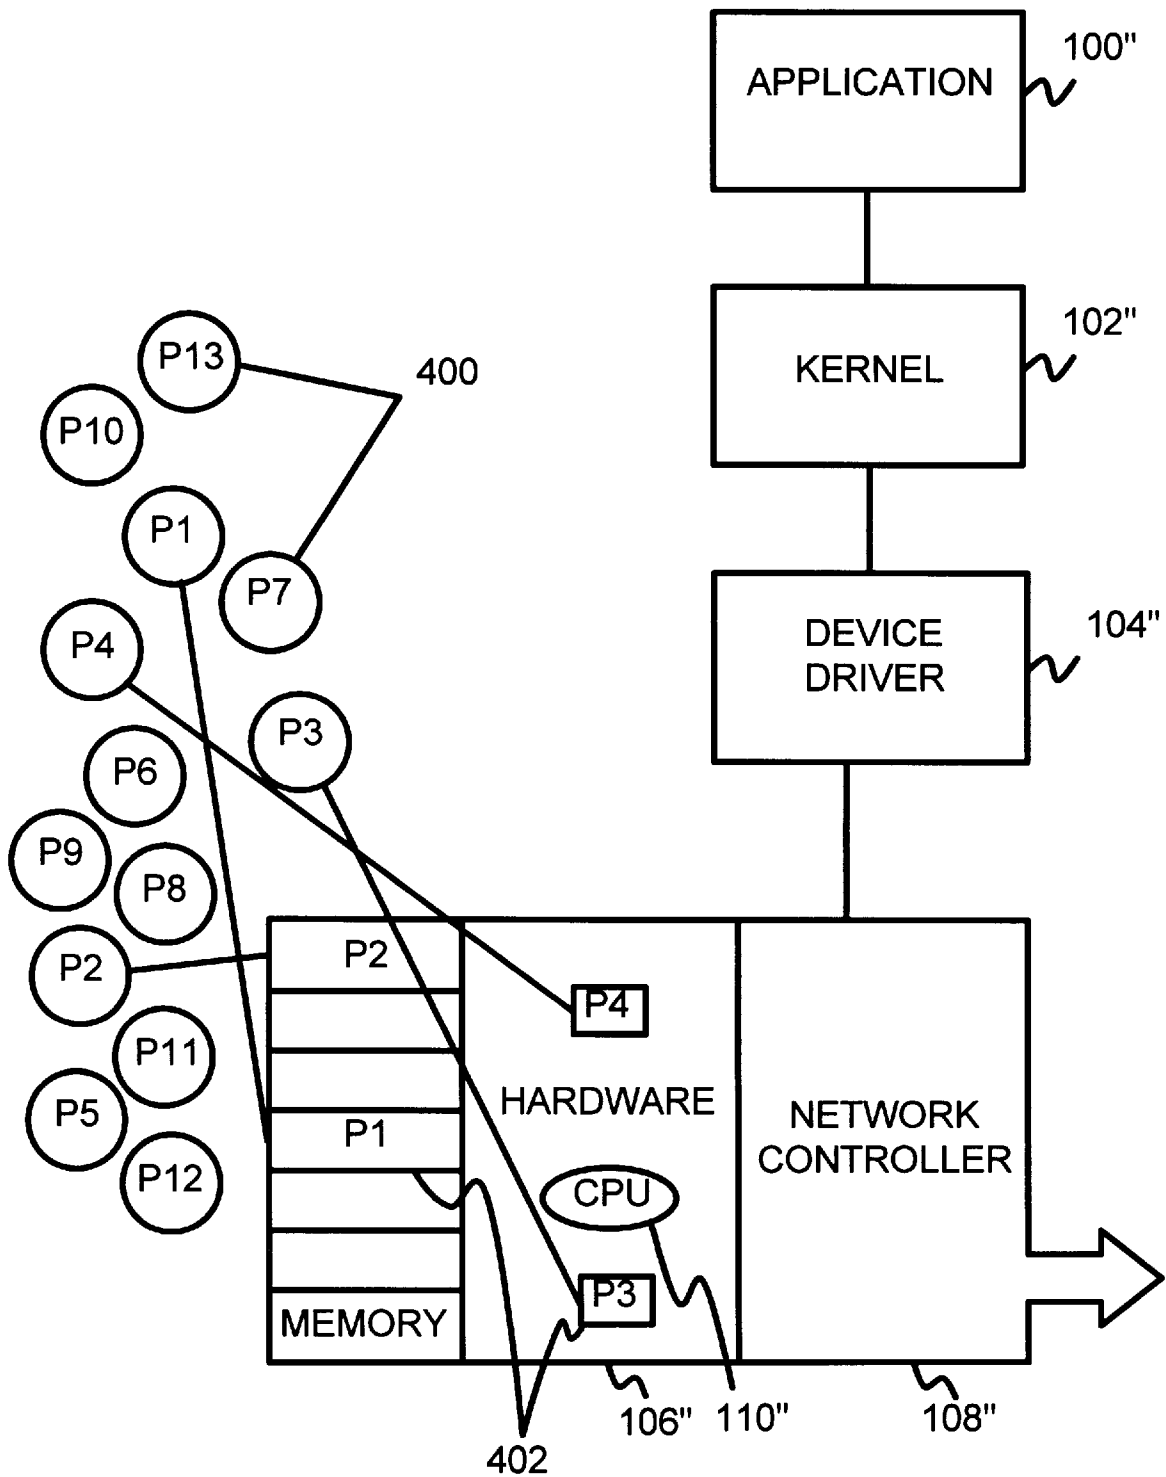 100"
APPLICATION
102"
KERNEL
P13
400
P10
P1
P7
104"
DEVICE
DRIVER
P4
P3
P6
P9
P8
P2
P2
P4
P11
HARDWARE
P5
P1
NETWORK
CONTROLLER
P12
CPU
P3
MEMORY
106"
110"
108"
402